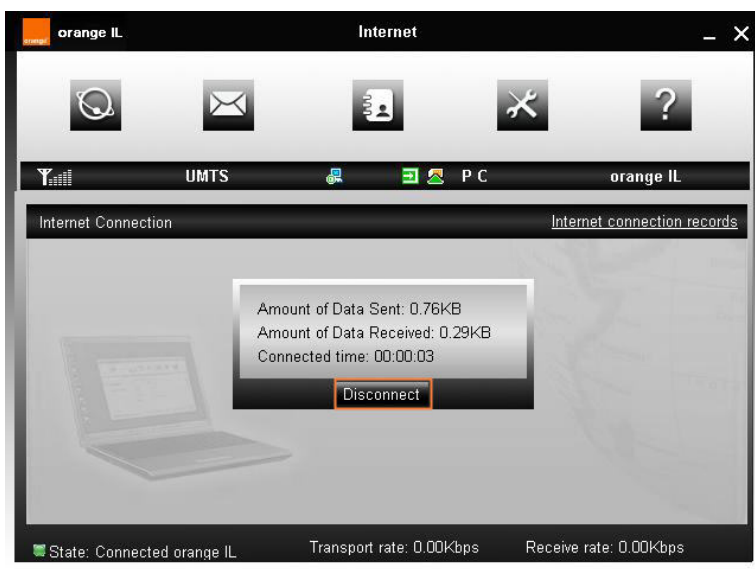 orange IL
Internet
UMTS
P C
orange IL
Internet Connection
Internet connection records
Amount of Data Sent: 0.76KB
Amount of Data Received: 0.29KB
Connected time: 00:00:03
Disconnect
State: Connected orange IL
Transport rate: 0.00Kbps
Receive rate: 0.00Kbps